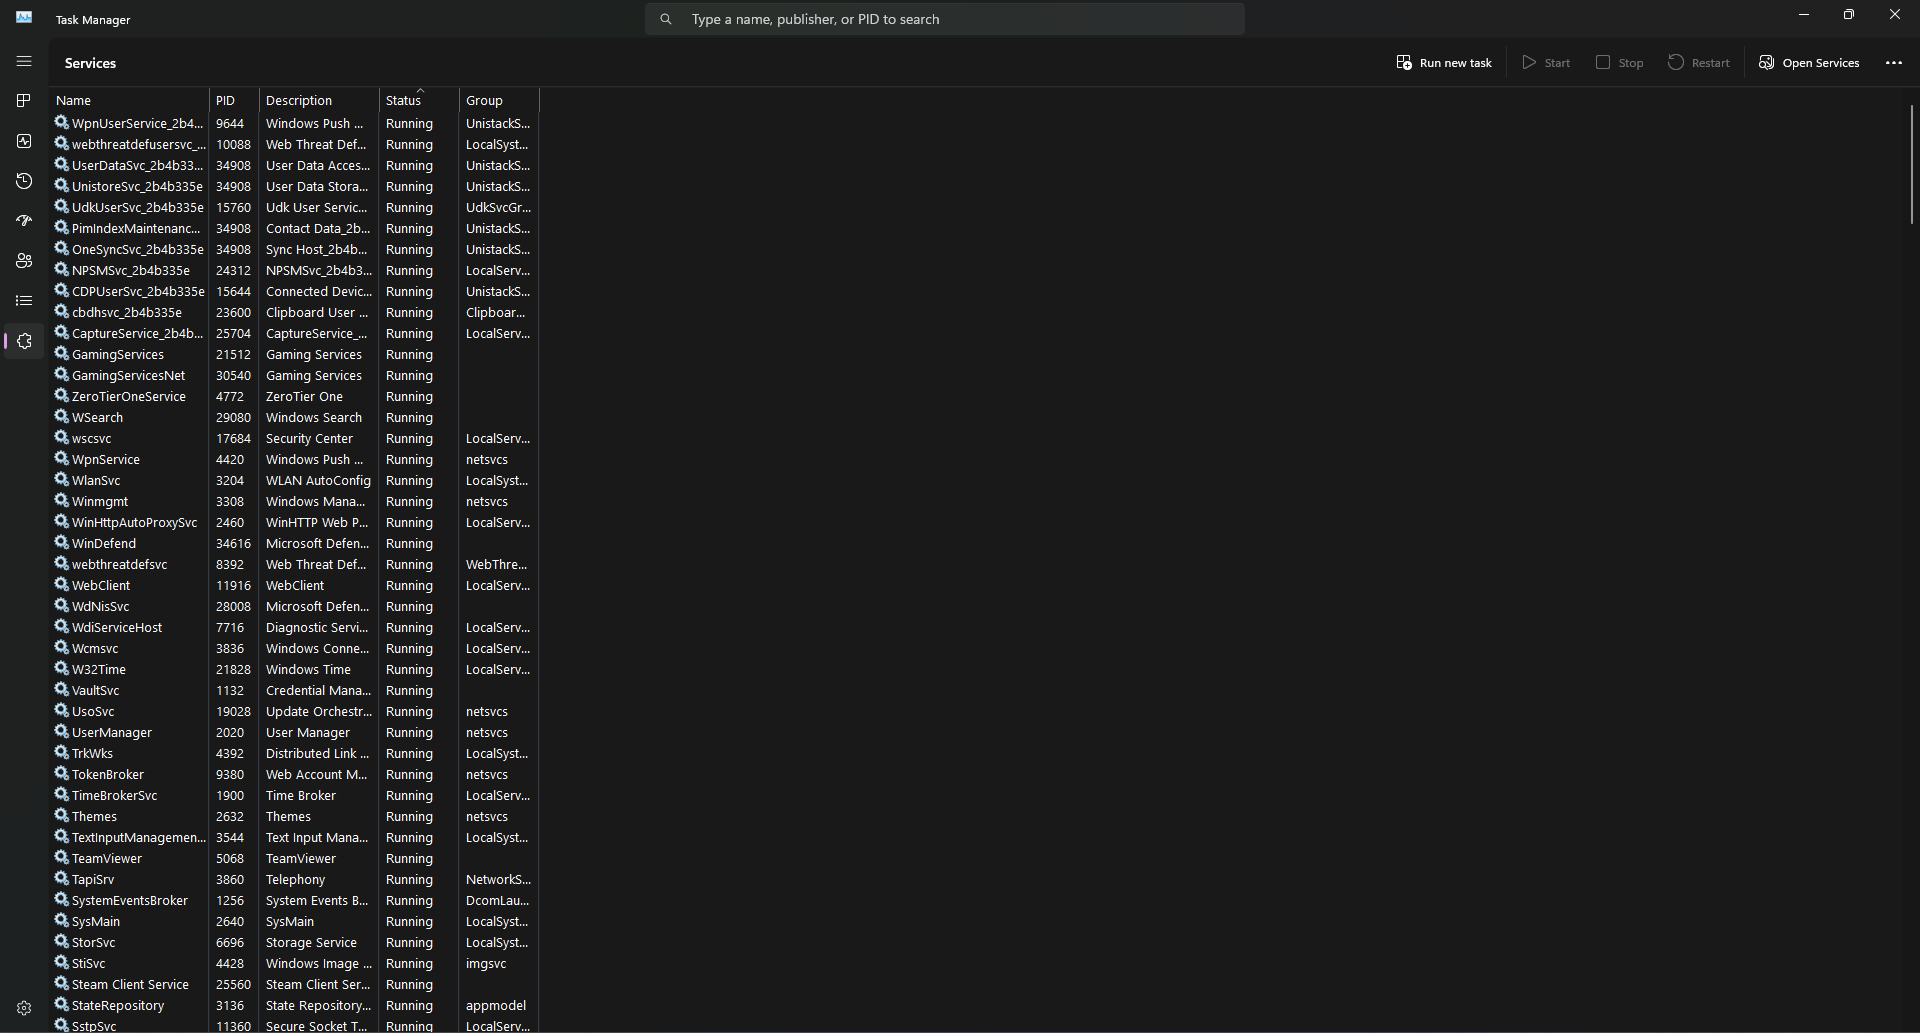 Task Manager
Type a name, publisher, or PID to search
Services
Run new task Start Stop Restart Open Services
Name PID Description Status Group
WpnUserService_2b4... 9644 Windows Push ... Running UnistackS...
webthreatdefusersvc_... 10088 Web Threat Def... Running LocalSyst...
UserDataSvc_2b4b33... 34908 User Data Acces... Running UnistackS...
UnistoreSvc_2b4b335e 34908 User Data Stora... Running UnistackS...
UdkUserSvc_2b4b335e 15760 Udk User Servic... Running UdkSvcGr...
PimIndexMaintenanc... 34908 Contact Data_2b... Running UnistackS...
OneSyncSvc_2b4b335e 34908 Sync Host_2b4b... Running UnistackS...
NPSMSvc_2b4b335e 24312 NPSMSvc_2b4b3... Running LocalServ...
CDPUserSvc_2b4b335e 15644 Connected Devic... Running UnistackS...
cbdhsvc_2b4b335e 23600 Clipboard User ... Running Clipboar...
CaptureService_2b4b... 25704 CaptureService_... Running LocalServ...
GamingServices 21512 Gaming Services Running
GamingServicesNet 30540 Gaming Services Running
ZeroTierOneService 4772 ZeroTier One Running
WSearch 29080 Windows Search Running
wscsvc 17684 Security Center Running LocalServ...
WpnService 4420 Windows Push ... Running netsvcs
WlanSvc 3204 WLAN AutoConfig Running LocalSyst...
Winmgmt 3308 Windows Mana... Running netsvcs
WinHttpAutoProxySvc 2460 WinHTTP Web P... Running LocalServ...
WinDefend 34616 Microsoft Defen... Running
webthreatdefsvc 8392 Web Threat Def... Running WebThre...
WebClient 11916 WebClient Running LocalServ...
WdNisSvc 28008 Microsoft Defen... Running
WdiServiceHost 7716 Diagnostic Servi... Running LocalServ...
Wcmsvc 3836 Windows Conne... Running LocalServ...
W32Time 21828 Windows Time Running LocalServ...
VaultSvc 1132 Credential Mana... Running
UsoSvc 19028 Update Orchestr... Running netsvcs
UserManager 2020 User Manager Running netsvcs
TrkWks 4392 Distributed Link ... Running LocalSyst...
TokenBroker 9380 Web Account M... Running netsvcs
TimeBrokerSvc 1900 Time Broker Running LocalServ...
Themes 2632 Themes Running netsvcs
TextInputManagemen... 3544 Text Input Mana... Running LocalSyst...
TeamViewer 5068 TeamViewer Running
TapiSrv 3860 Telephony Running NetworkS...
SystemEventsBroker 1256 System Events B... Running DcomLau...
SysMain 2640 SysMain Running LocalSyst...
StorSvc 6696 Storage Service Running LocalSyst...
StiSvc 4428 Windows Image ... Running imgsvc
Steam Client Service 25560 Steam Client Ser... Running
StateRepository 3136 State Repository... Running appmodel
SstpSvc 11360 Secure Socket T... Running LocalServ...